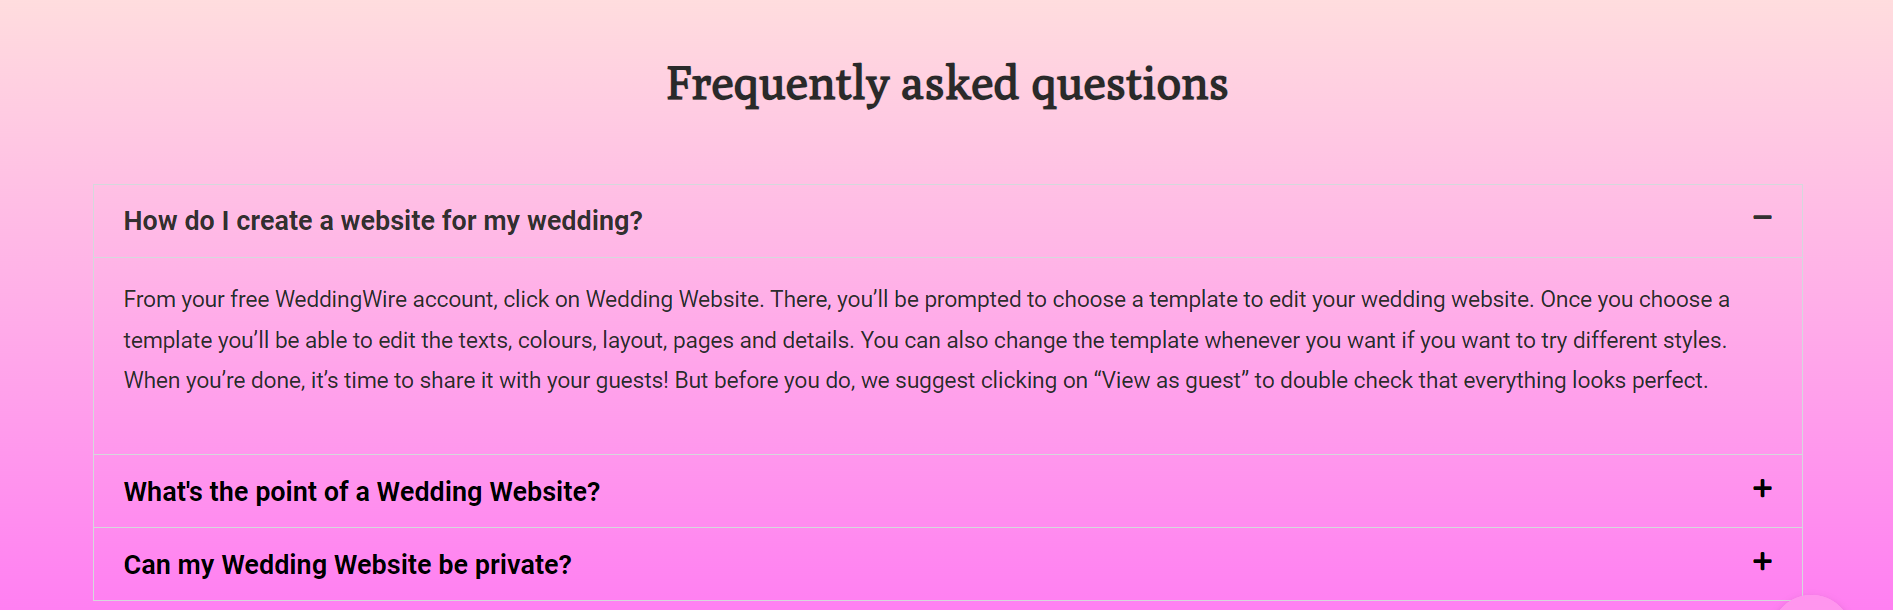 Frequently asked questions
How do I create a website for my wedding?
From your free WeddingWire account, click on Wedding Website. There, you’ll be prompted to choose a template to edit your wedding website. Once you choose a
template you’ll be able to edit the texts, colours, layout, pages and details. You can also change the template whenever you want if you want to try different styles.
When you’re done, it’s time to share it with your guests! But before you do, we suggest clicking on “View as guest” to double check that everything looks perfect.
What's the point of a Wedding Website?
Can my Wedding Website be private?